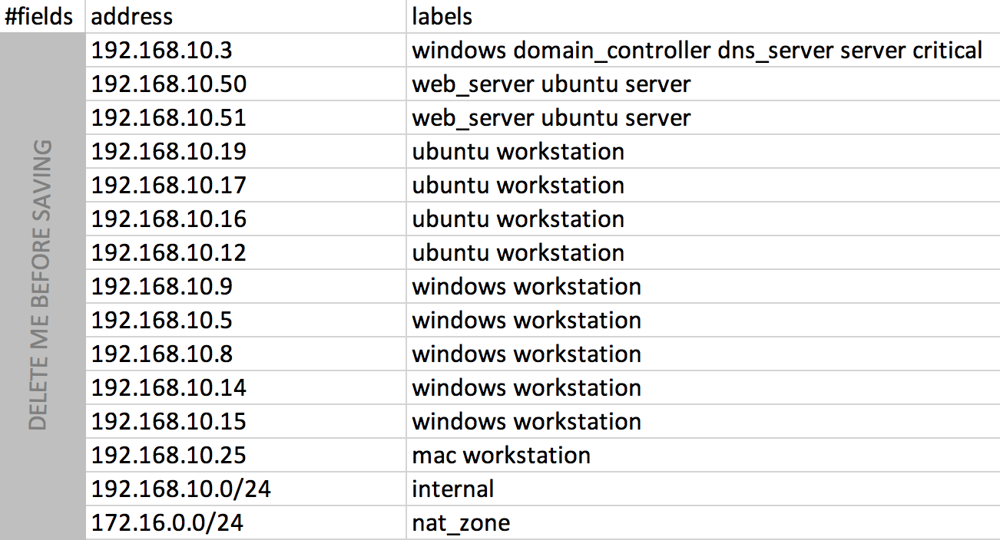 #fields address labels
192.168.10.3 windows domain_controller dns_server server critical
192.168.10.50 web_server ubuntu server
192.168.10.51 web_server ubuntu server
192.168.10.19 ubuntu workstation
192.168.10.17 ubuntu workstation
192.168.10.16 ubuntu workstation
192.168.10.12 ubuntu workstation
192.168.10.9 windows workstation
192.168.10.5 windows workstation
192.168.10.8 windows workstation
192.168.10.14 windows workstation
192.168.10.15 windows workstation
192.168.10.25 mac workstation
192.168.10.0/24 internal
172.16.0.0/24 nat_zone
DELETE ME BEFORE SAVING